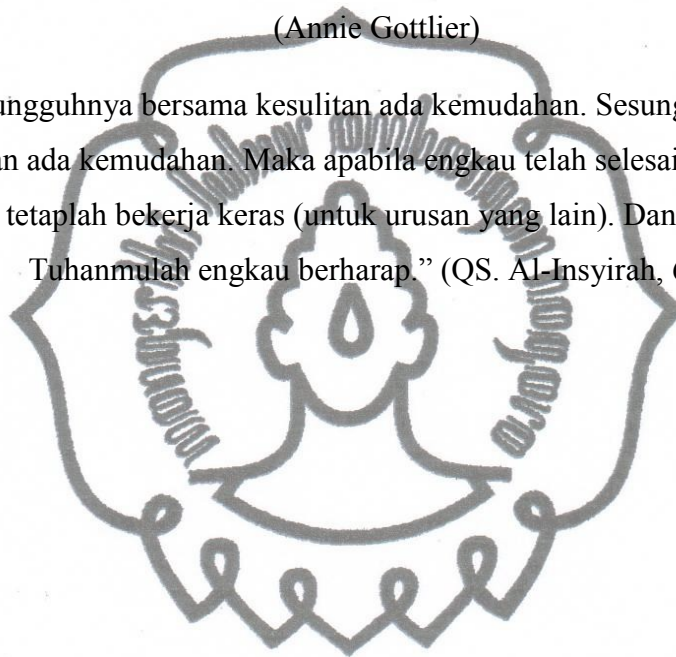 (Annie Gottlier)
ungguhnya bersama kesulitan ada kemudahan. Sesung
an ada kemudahan. Maka apabila engkau telah selesai
tetaplah bekerja keras (untuk urusan yang lain). Dan
Tuhanmulah engkau berharap.” (QS. Al-Insyirah, 6